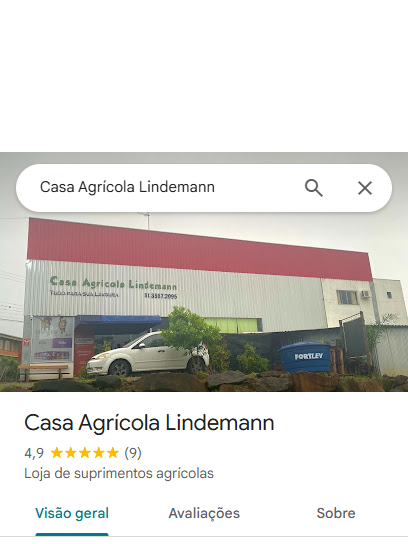 Casa Agrícola Lindemann
Casa Agrícola Lindemann
TUDO PARA SUA LAVOURA 51 3587.2095
FORTLEV
Casa Agrícola Lindemann
4,9 (9)
Loja de suprimentos agrícolas
Visão geral Avaliações Sobre